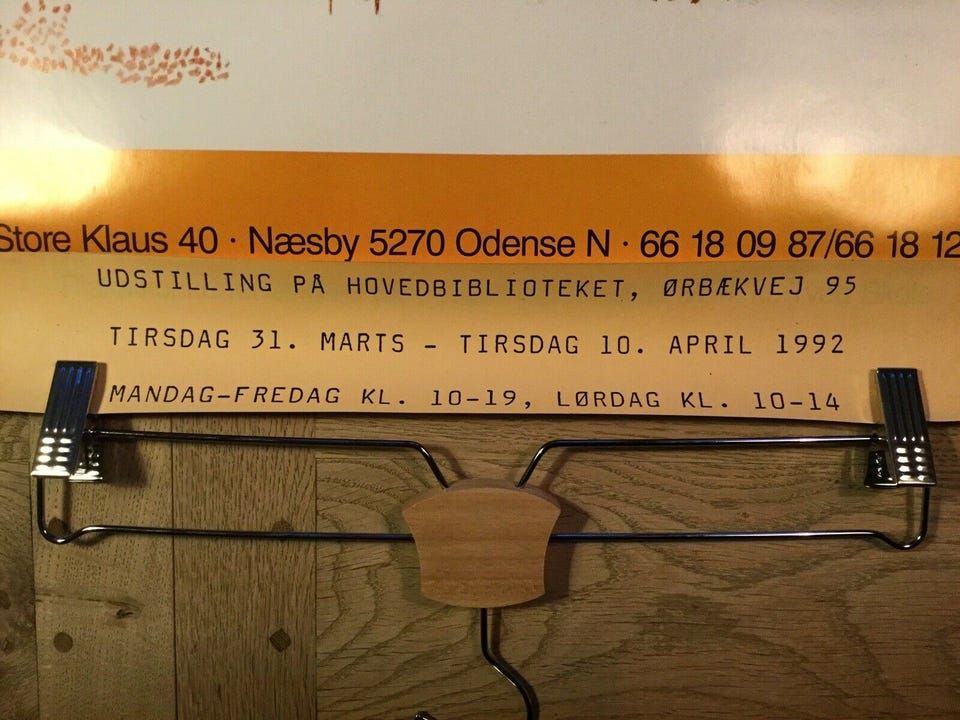 Store Klaus 40 · Næsby 5270 Odense N · 66 18 09 87/66 18 12
UDSTILLING PÅ HOVEDBIBLIOTEKET, ØRBÆKVEJ 95
TIRSDAG 31. MARTS – TIRSDAG 10. APRIL 1992
MANDAG-FREDAG KL. 10-19, LØRDAG KL. 10-14